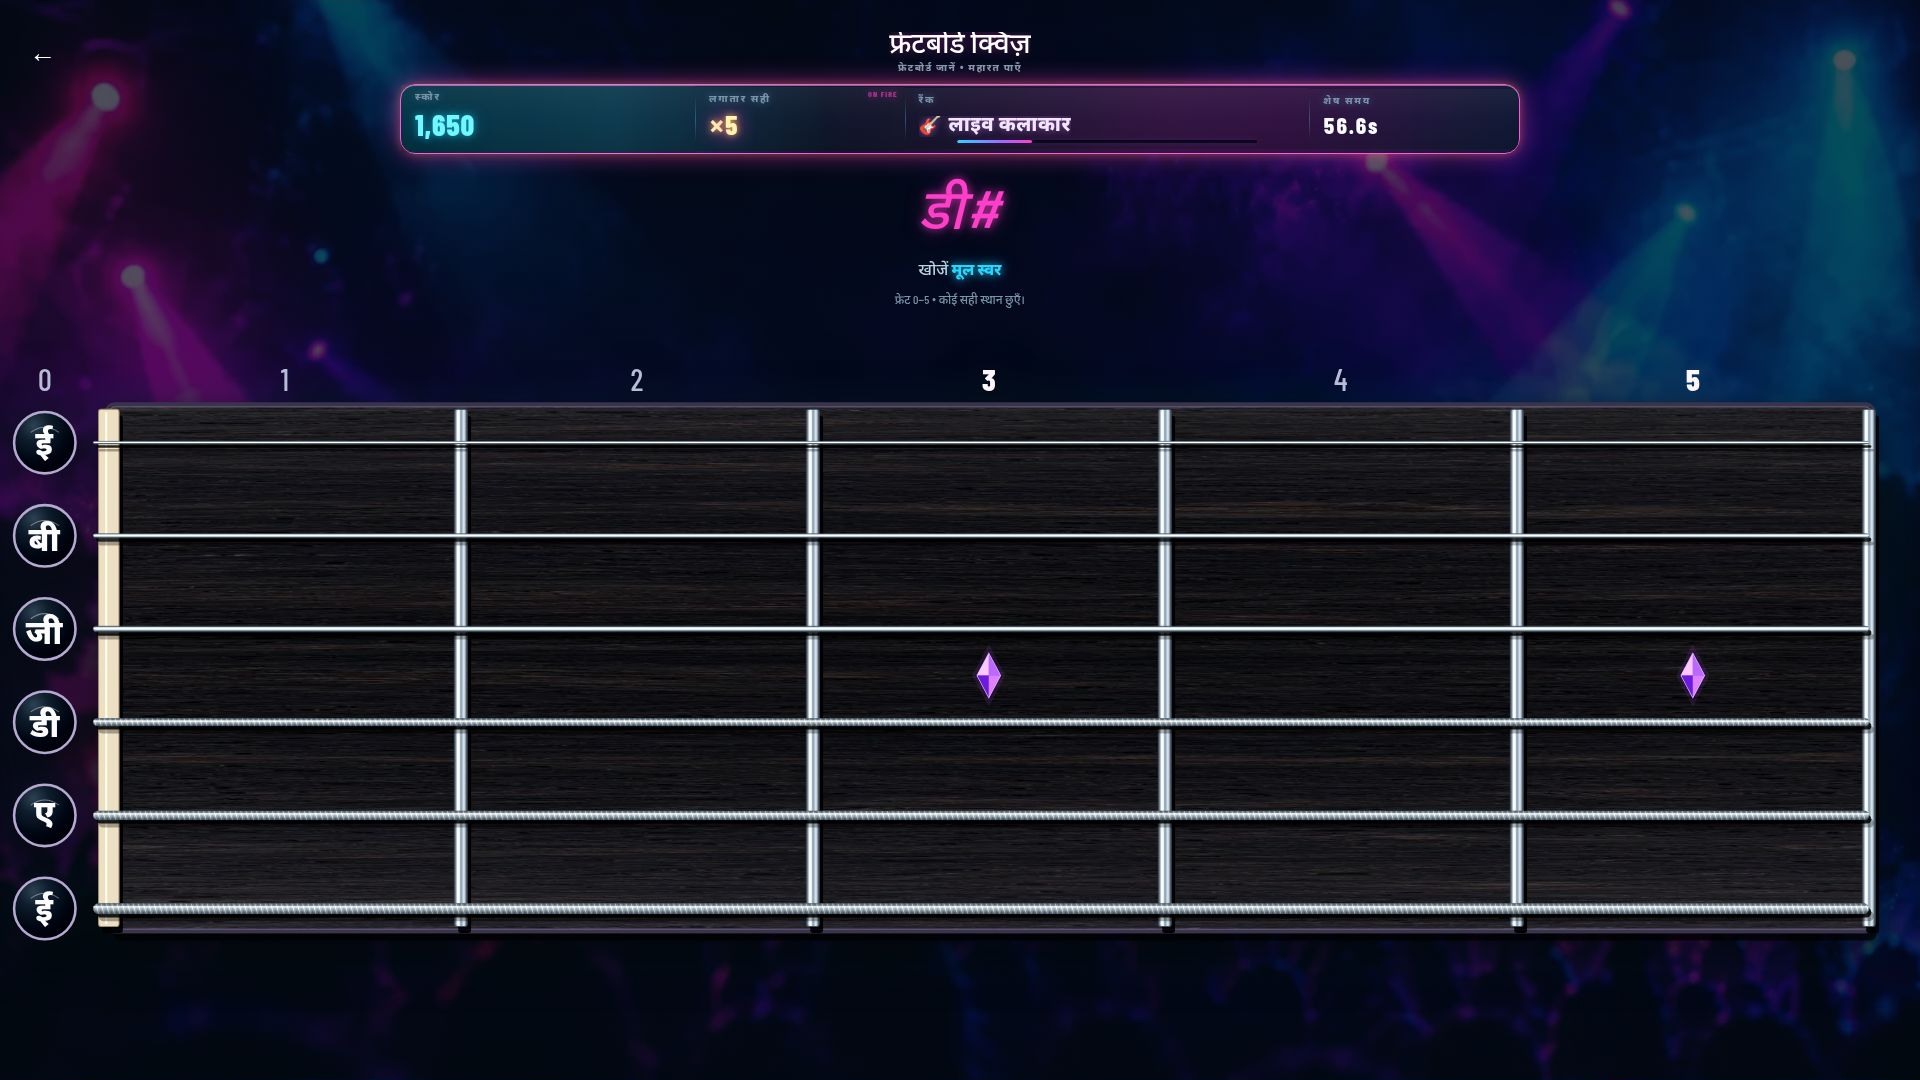 ←
फ्रेटबोर्ड क्विज़
फ्रेटबोर्ड जानें • महारत पाएँ
स्कोर
1,650
लगातार सही
ON FIRE
×5
रैंक
🎸 लाइव कलाकार
शेष समय
56.6s
डी#
खोजें मूल स्वर
फ्रेट 0–5 • कोई सही स्थान छुएँ।
0 1 2 3 4 5
ई
बी
जी
डी
ए
ई